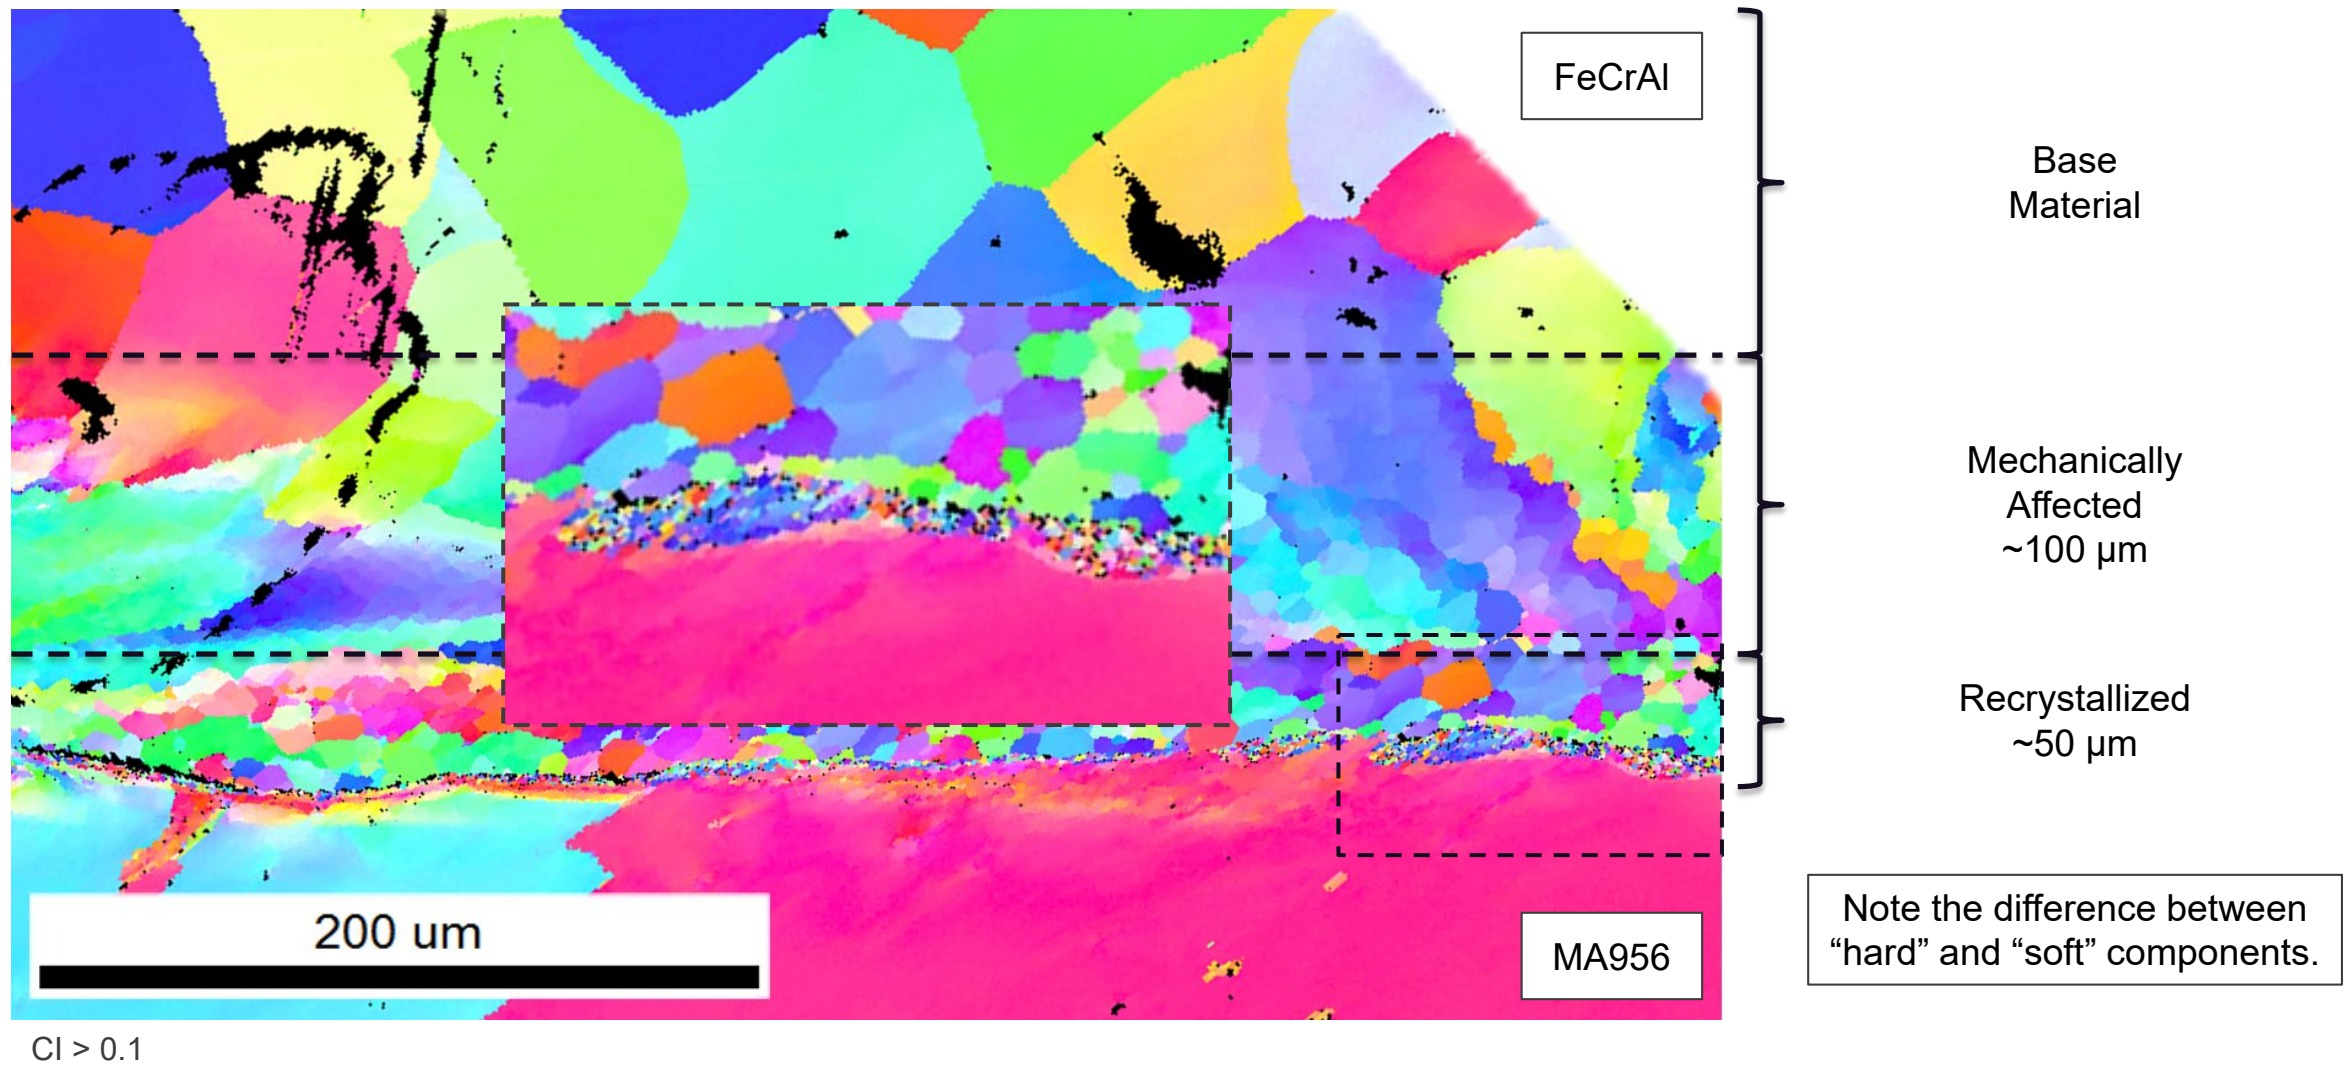 FeCrAl
Base
Material
Mechanically
Affected
~100 µm
Recrystallized
~50 µm
Note the difference between
“hard” and “soft” components.
200 um
MA956
CI > 0.1